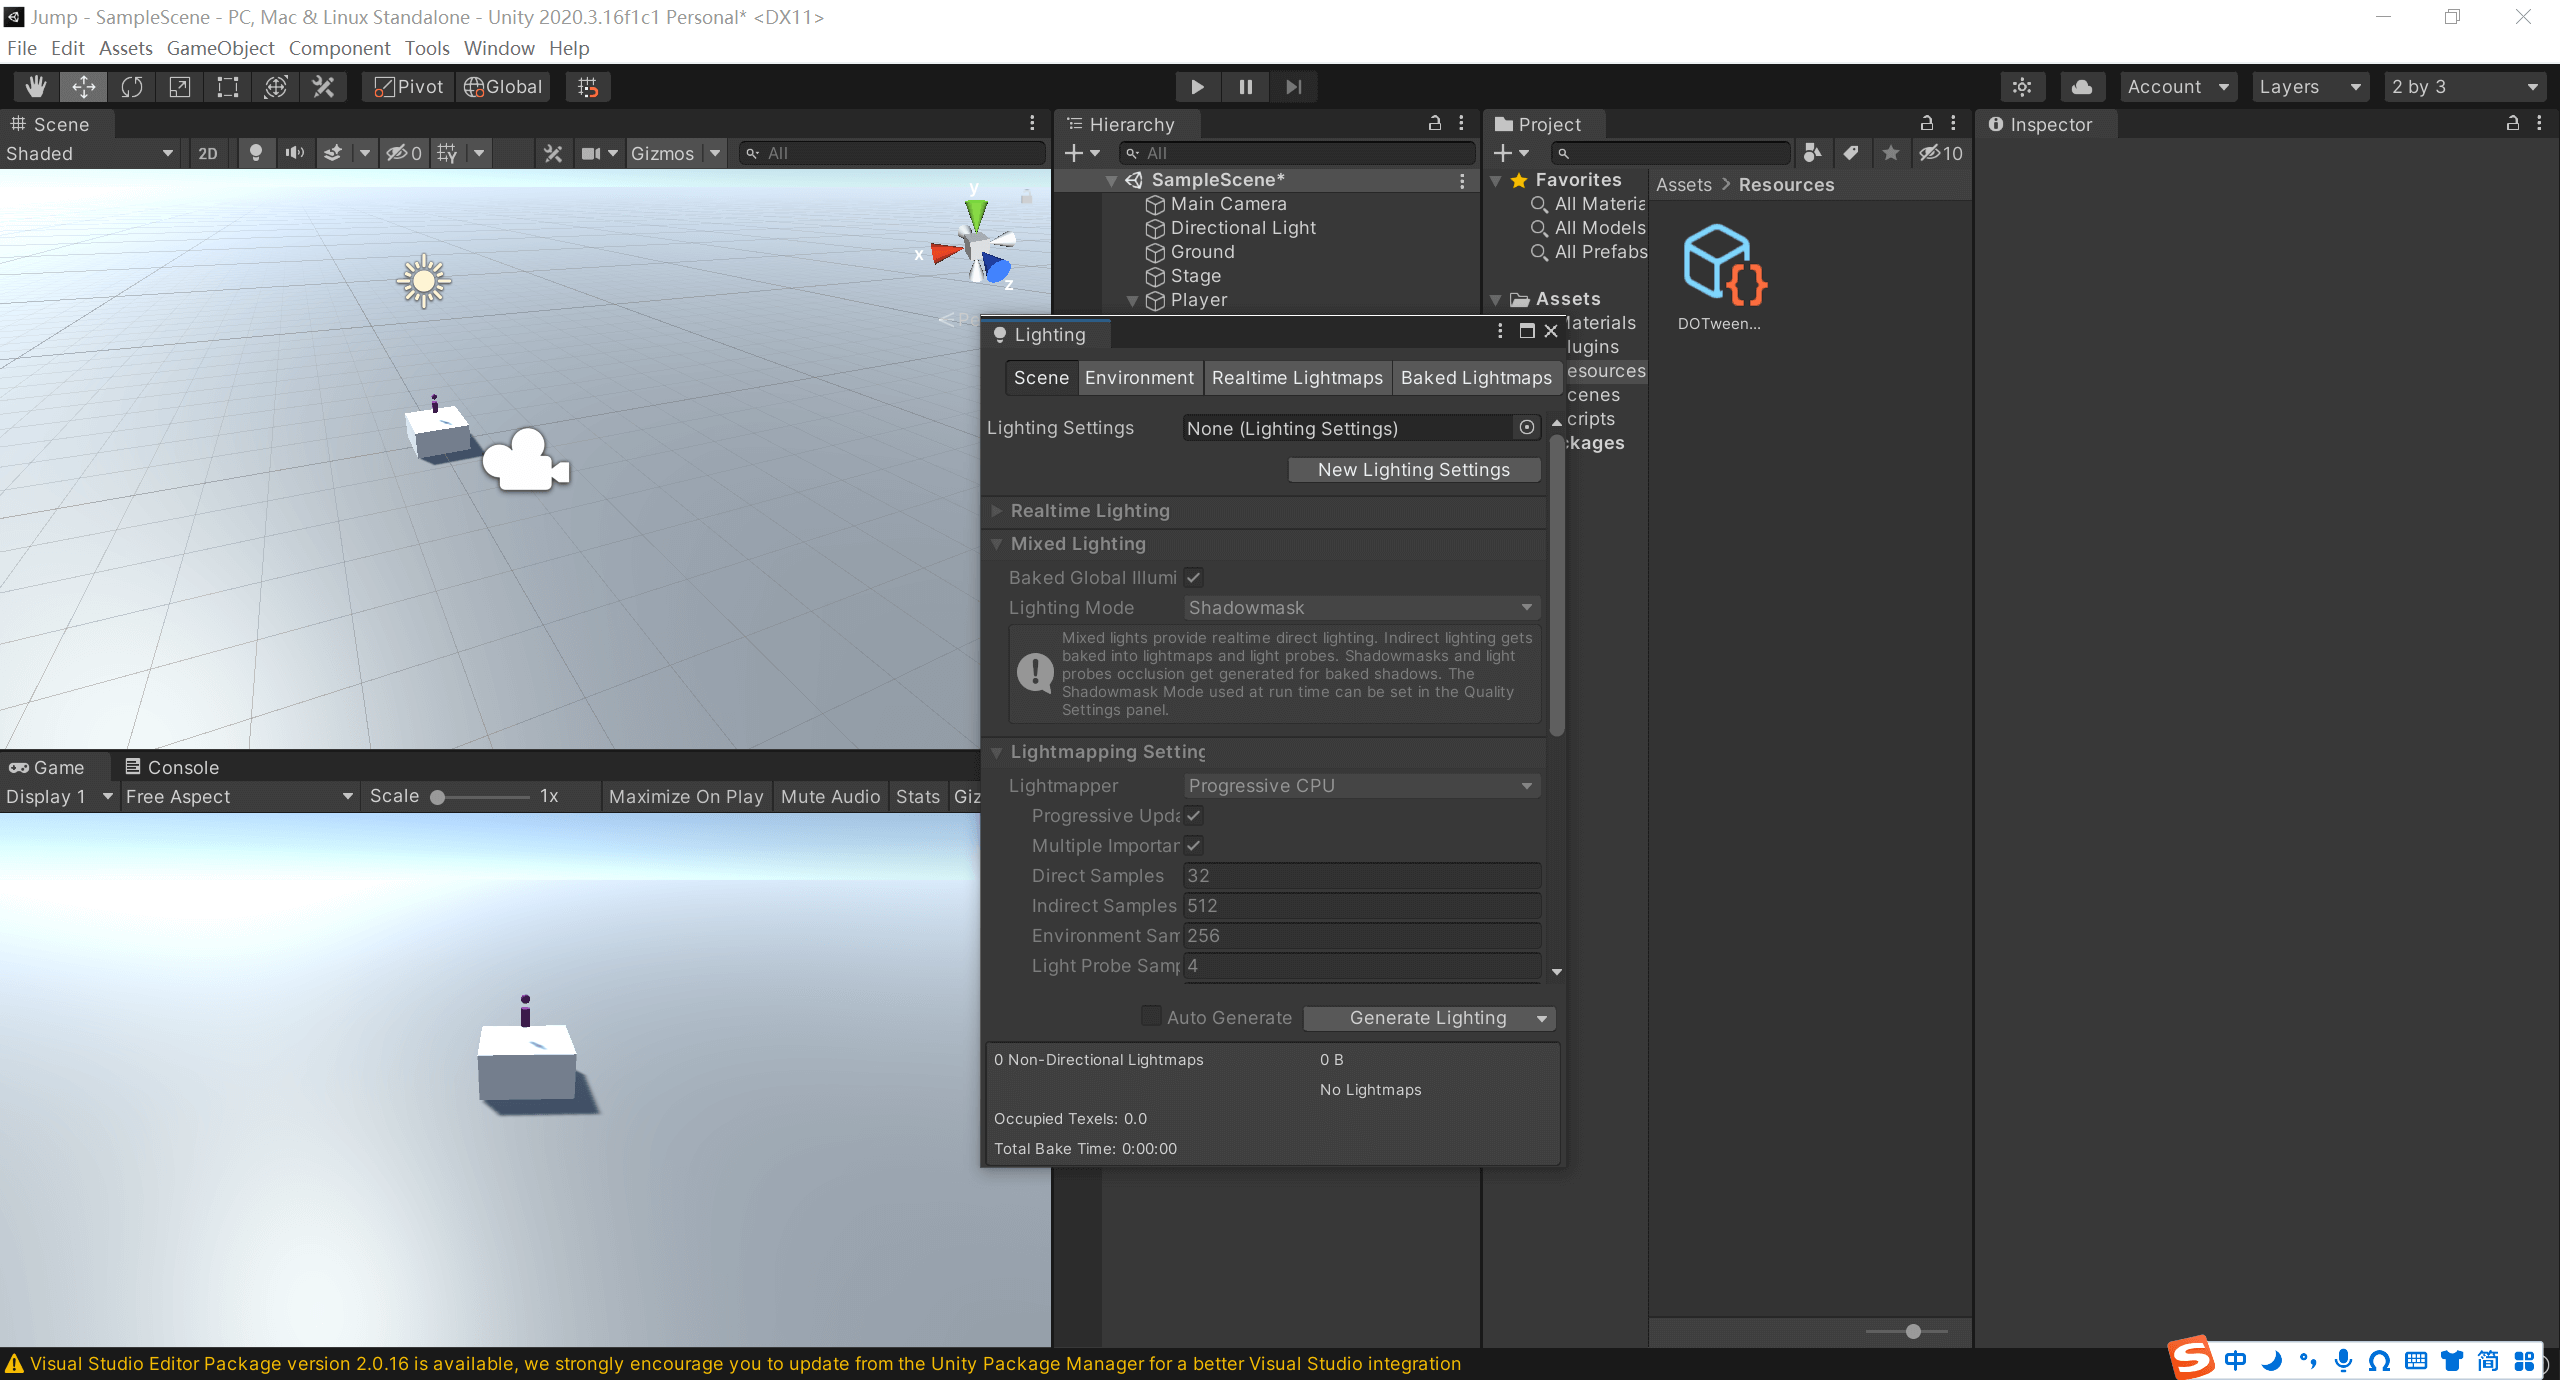 Jump - SampleScene - PC, Mac & Linux Standalone - Unity 2020.3.16f1c1 Personal* <DX11>
File Edit Assets GameObject Component Tools Window Help
Pivot Global Account Layers 2 by 3
Scene
Shaded 2D 0 Gizmos All
y
x
z
Pe
Hierarchy
All
SampleScene*
Main Camera
Directional Light
Ground
Stage
Player
Project
10
Favorites
All Materia
All Models
All Prefabs
Assets
aterials
lugins
esources
cenes
cripts
ckages
Assets > Resources
DOTween...
Inspector
Lighting
Scene Environment Realtime Lightmaps Baked Lightmaps
Lighting Settings None (Lighting Settings)
New Lighting Settings
Realtime Lighting
Mixed Lighting
Baked Global Illumi
Lighting Mode Shadowmask
Mixed lights provide realtime direct lighting. Indirect lighting gets
baked into lightmaps and light probes. Shadowmasks and light
probes occlusion get generated for baked shadows. The
Shadowmask Mode used at run time can be set in the Quality
Settings panel.
Lightmapping Setting
Lightmapper Progressive CPU
Progressive Upda
Multiple Importan
Direct Samples 32
Indirect Samples 512
Environment Sam 256
Light Probe Samp 4
Auto Generate Generate Lighting
0 Non-Directional Lightmaps 0 B
No Lightmaps
Occupied Texels: 0.0
Total Bake Time: 0:00:00
Game Console
Display 1 Free Aspect Scale 1x Maximize On Play Mute Audio Stats Giz
Visual Studio Editor Package version 2.0.16 is available, we strongly encourage you to update from the Unity Package Manager for a better Visual Studio integration
S 中 简